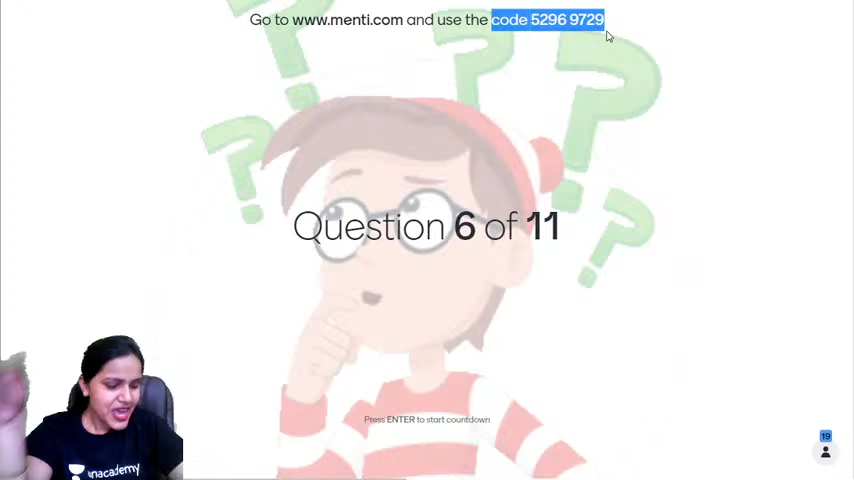 Go to www.menti.com and use the code 5296 9729
Question 6 of 11
Press ENTER to start countdown
19
unacademy